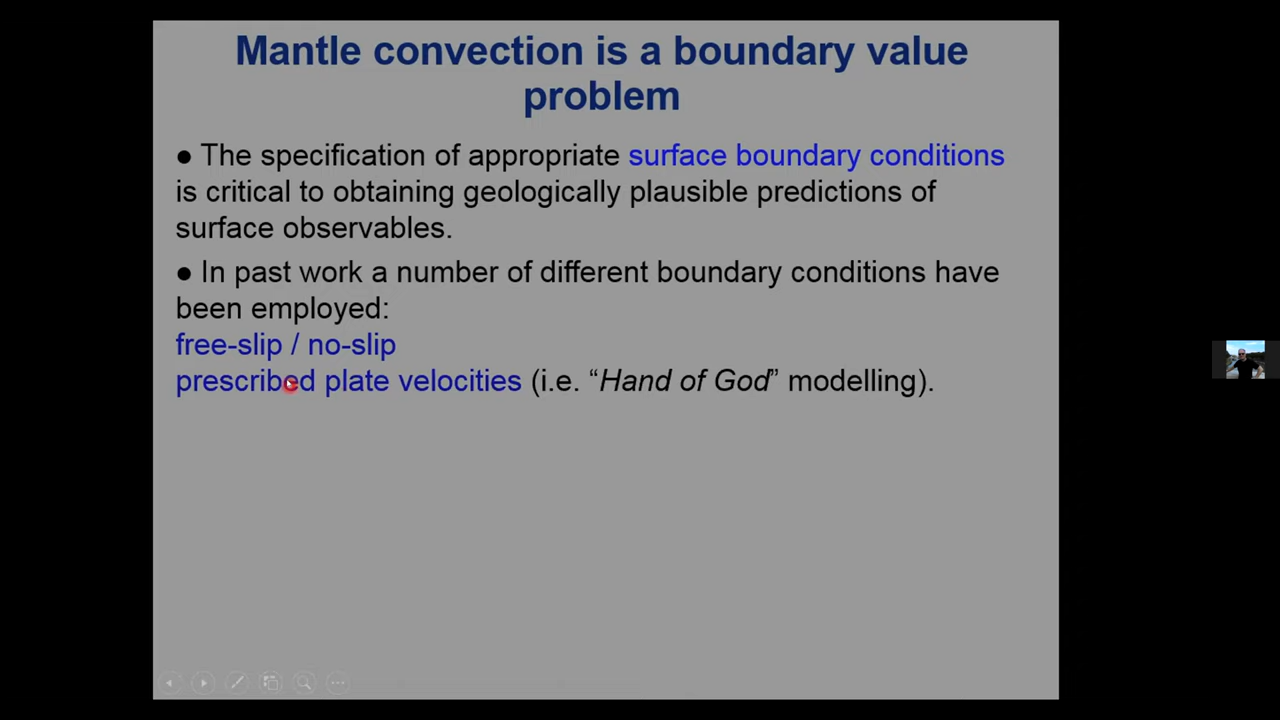 Mantle convection is a boundary value
problem
● The specification of appropriate surface boundary conditions
is critical to obtaining geologically plausible predictions of
surface observables.
● In past work a number of different boundary conditions have
been employed:
free-slip / no-slip
prescribed plate velocities (i.e. “Hand of God” modelling).